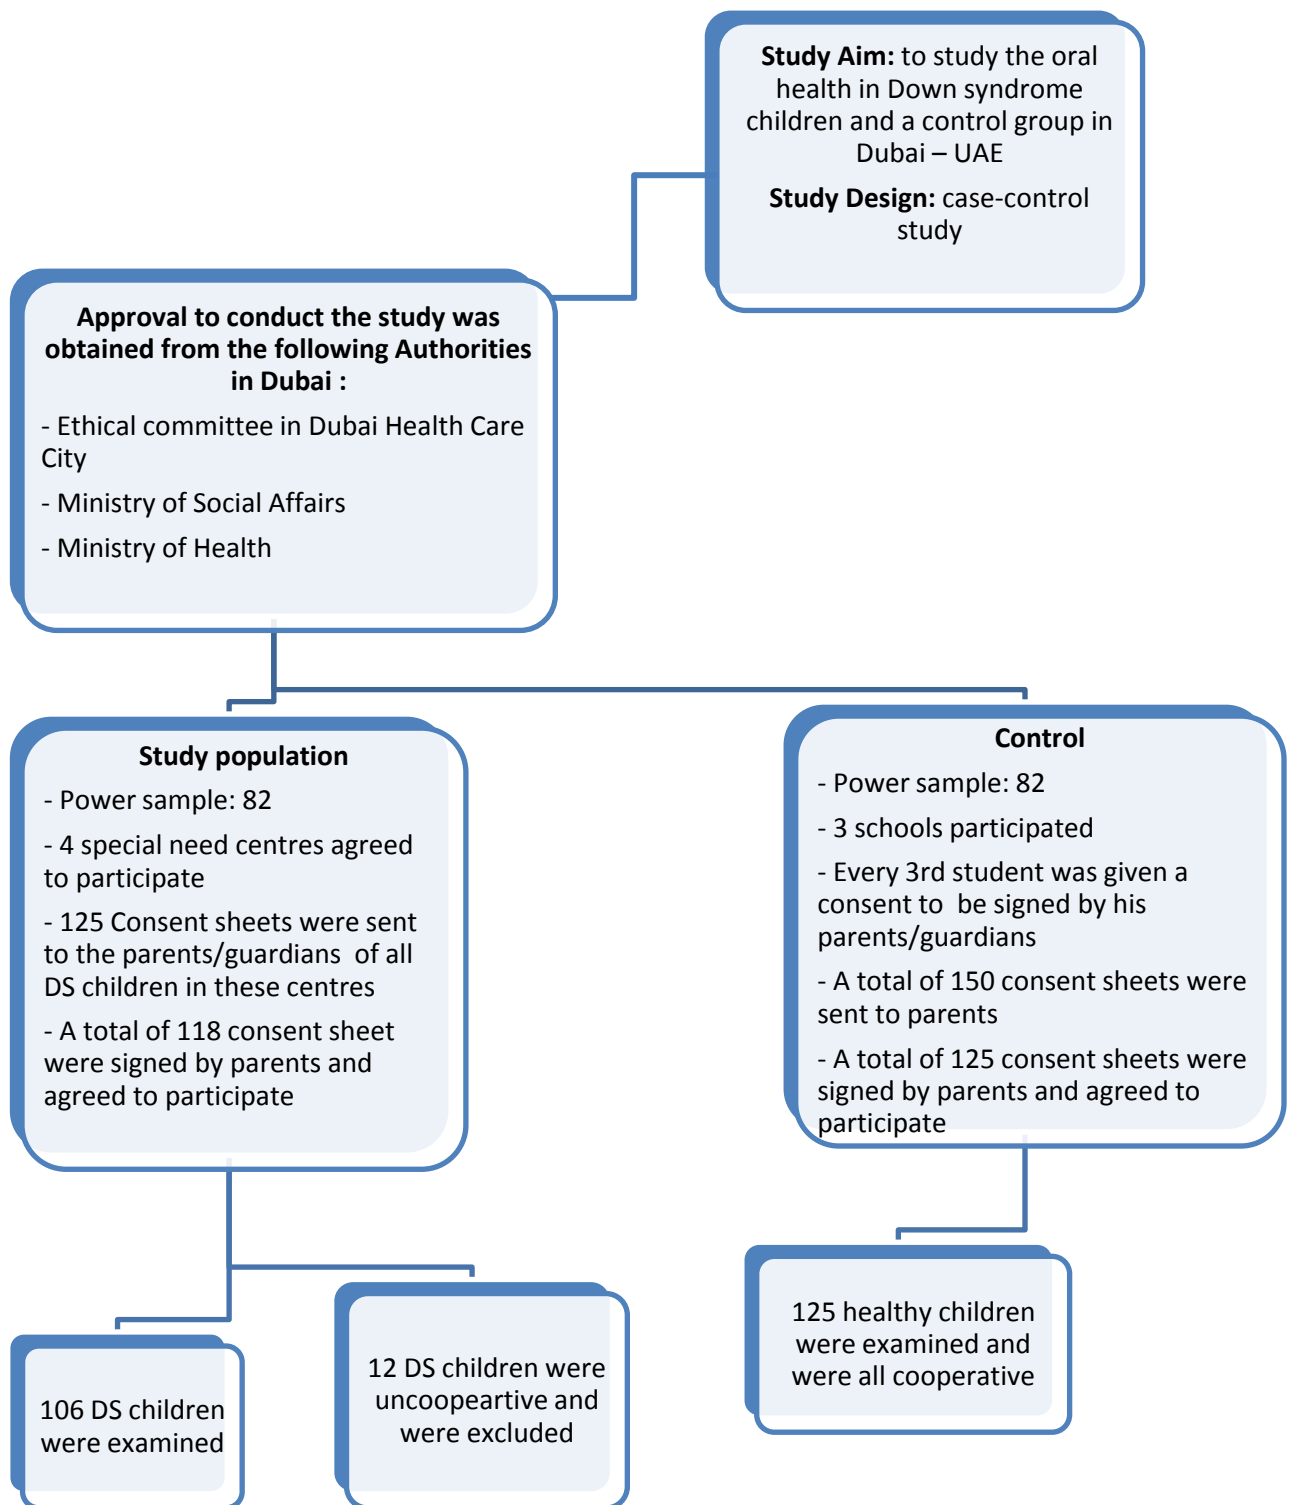 Study Aim: to study the oral
health in Down syndrome
children and a control group in
Dubai – UAE
Study Design: case-control
study
Approval to conduct the study was
obtained from the following Authorities
in Dubai :
- Ethical committee in Dubai Health Care
City
- Ministry of Social Affairs
- Ministry of Health
Study population
- Power sample: 82
- 4 special need centres agreed
to participate
- 125 Consent sheets were sent
to the parents/guardians of all
DS children in these centres
- A total of 118 consent sheet
were signed by parents and
agreed to participate
Control
- Power sample: 82
- 3 schools participated
- Every 3rd student was given a
consent to be signed by his
parents/guardians
- A total of 150 consent sheets were
sent to parents
- A total of 125 consent sheets were
signed by parents and agreed to
participate
106 DS children
were examined
12 DS children were
uncoopeartive and
were excluded
125 healthy children
were examined and
were all cooperative